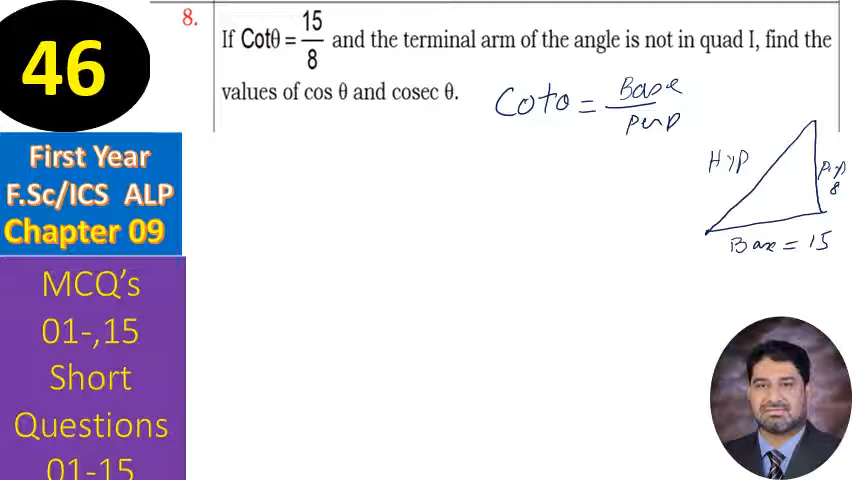 46
First Year
F.Sc/ICS ALP
Chapter 09
MCQ's
01-,15
Short
Questions
01-15
8.
If Cotθ = 15/8 and the terminal arm of the angle is not in quad I, find the
values of cos θ and cosec θ.
Cotθ = Base/Perp
Hyp
Perp
8
Base = 15